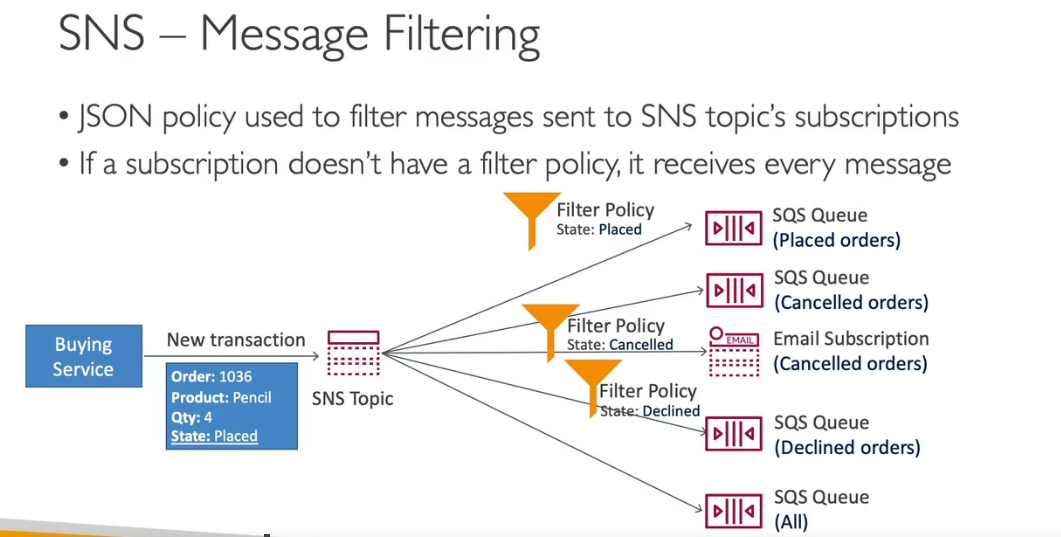 SNS – Message Filtering
• JSON policy used to filter messages sent to SNS topic's subscriptions
• If a subscription doesn't have a filter policy, it receives every message
Filter Policy
State: Placed
SQS Queue
(Placed orders)
SQS Queue
(Cancelled orders)
Filter Policy
State: Cancelled
EMAIL
Email Subscription
(Cancelled orders)
Buying
Service
New transaction
Order: 1036
Product: Pencil
Qty: 4
State: Placed
SNS Topic
Filter Policy
State: Declined
SQS Queue
(Declined orders)
SQS Queue
(All)